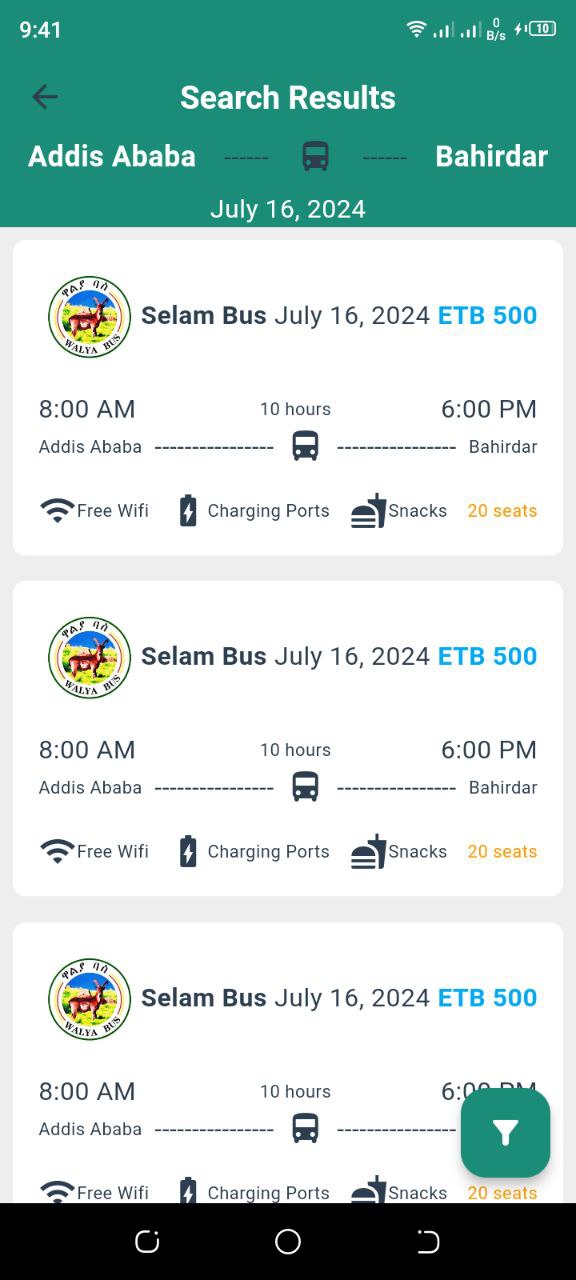 9:41
0 B/s
10
Search Results
Addis Ababa ------ ------ Bahirdar
July 16, 2024
ዋልያ ባስ
WALYA BUS
Selam Bus July 16, 2024 ETB 500
8:00 AM 10 hours 6:00 PM
Addis Ababa ---------------- ---------------- Bahirdar
Free Wifi Charging Ports Snacks 20 seats
ዋልያ ባስ
WALYA BUS
Selam Bus July 16, 2024 ETB 500
8:00 AM 10 hours 6:00 PM
Addis Ababa ---------------- ---------------- Bahirdar
Free Wifi Charging Ports Snacks 20 seats
ዋልያ ባስ
WALYA BUS
Selam Bus July 16, 2024 ETB 500
8:00 AM 10 hours 6:00 PM
Addis Ababa ---------------- ----------------
Free Wifi Charging Ports Snacks 20 seats